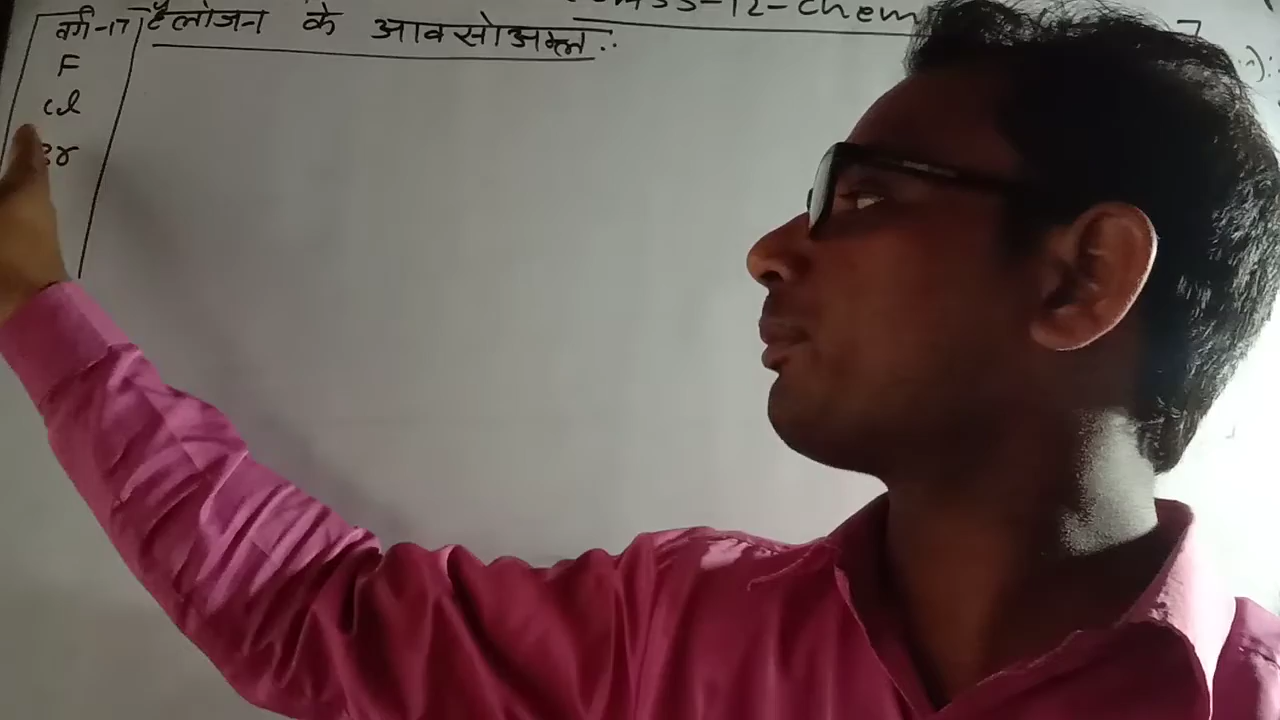 class-12-chem
वर्ग-17
हैलोजन के आक्सोअम्ल :-
F
Cl
Br